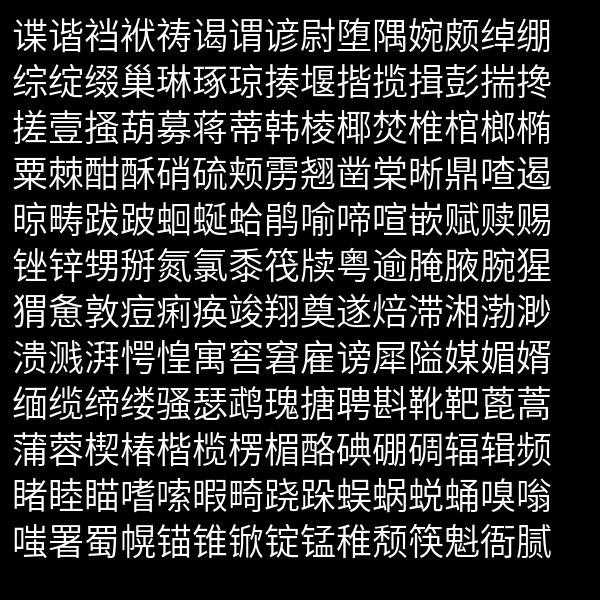 谍谐裆袱祷谒谓谚尉堕隅婉颇绰绷
综绽缀巢琳琢琼揍堰揩揽揖彭揣搀
搓壹搔葫募蒋蒂韩棱椰焚椎棺榔椭
粟棘酣酥硝硫颊雳翘凿棠晰鼎喳遏
晾畴跋跛蛔蜒蛤鹃喻啼喧嵌赋赎赐
锉锌甥掰氮氯黍筏牍粤逾腌腋腕猩
猬惫敦痘痢痪竣翔奠遂焙滞湘渤渺
溃溅湃愕惶寓窖窘雇谤犀隘媒媚婿
缅缆缔缕骚瑟鹉瑰搪聘斟靴靶蓖蒿
蒲蓉楔椿楷榄楞楣酪碘硼碉辐辑频
睹睦瞄嗜嗦暇畸跷跺蜈蜗蜕蛹嗅嗡
嗤署蜀幌锚锥锨锭锰稚颓筷魁衙腻